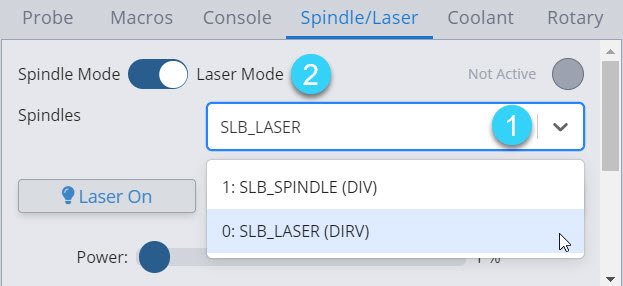 Probe Macros Console Spindle/Laser Coolant Rotary
Spindle Mode Laser Mode 2 Not Active
Spindles SLB_LASER 1
1: SLB_SPINDLE (DIV)
Laser On
0: SLB_LASER (DIRV)
Power: 1 %